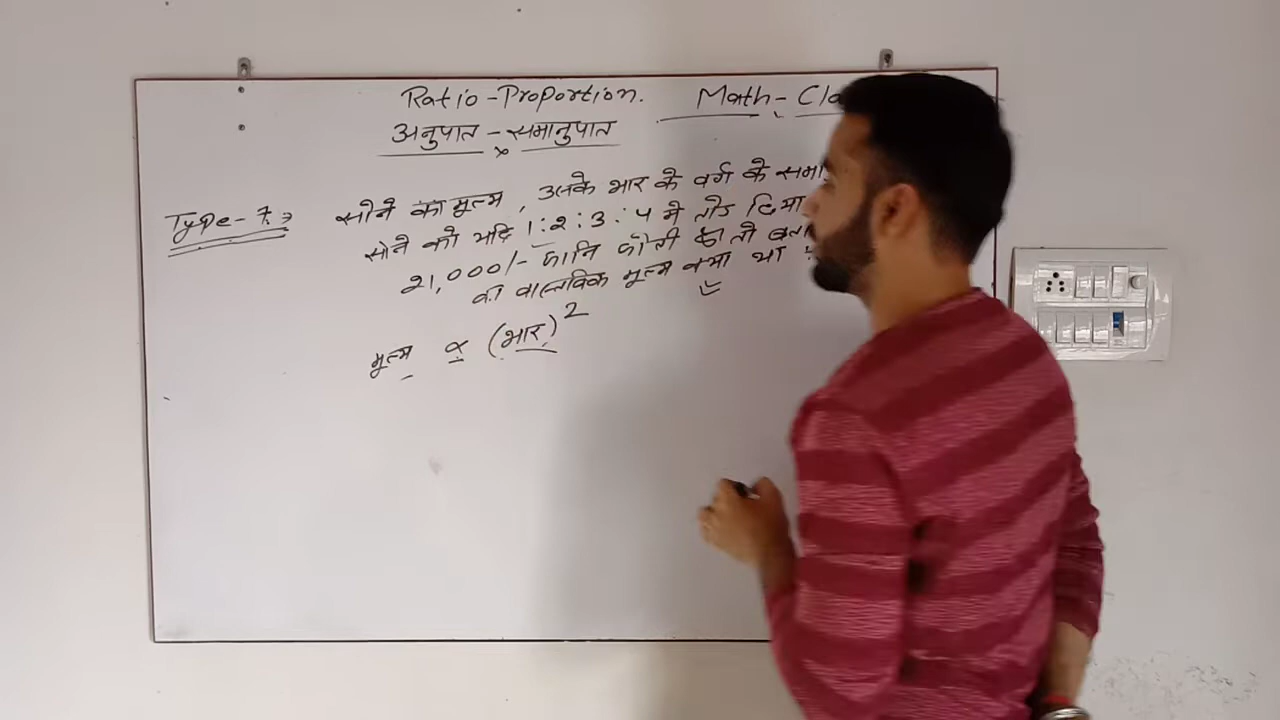 Ratio-Proportion. Math-Cla
अनुपात - समानुपात
Type-7.→ सोने का मूल्य, उसके भार के वर्ग के समा
सोने को यदि 1:2:3:4 मे तोड दिया
21,000/- हानि होती तो
का वास्तविक मूल्य क्या था ?
मूल्य ∝ (भार)²